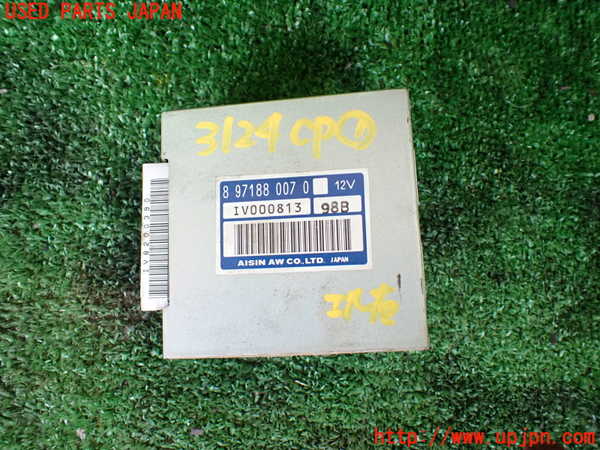 USED PARTS JAPAN
3124 CP①
8 97188 007 0 12V
IV000813 98B
AISIN AW CO.,LTD. JAPAN
http://www.upjpn.com/